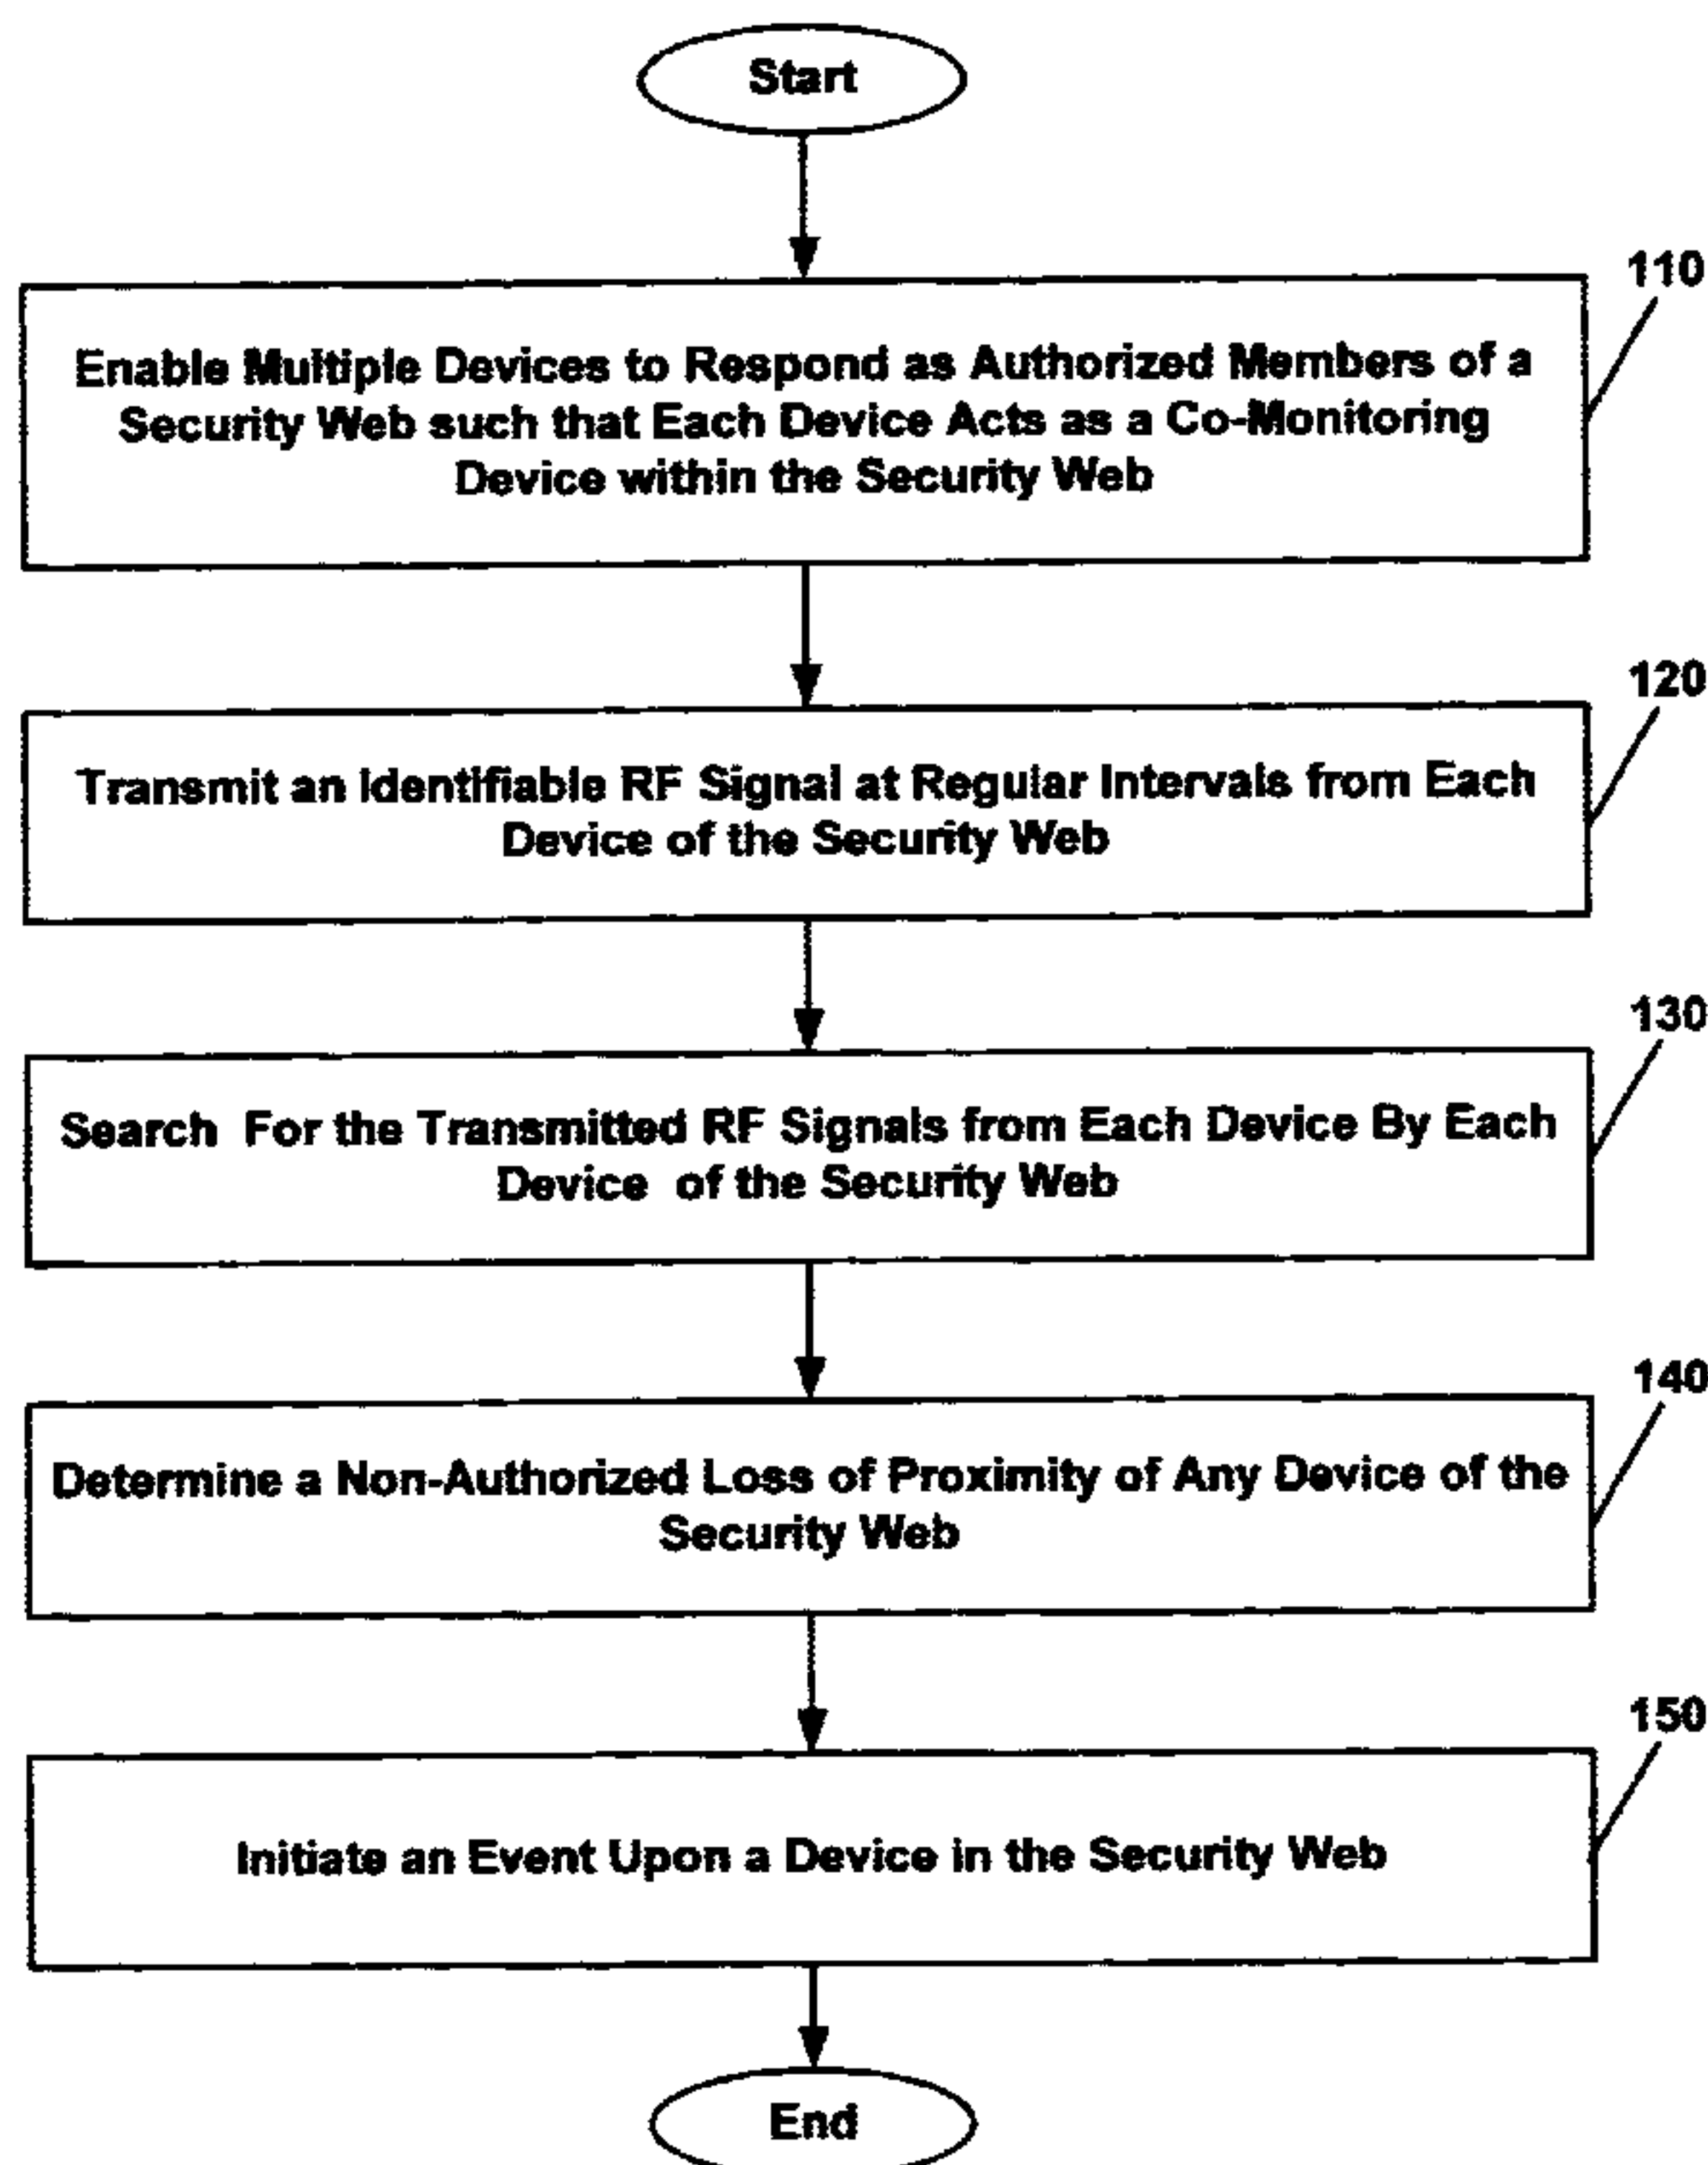 Start
110
Enable Multiple Devices to Respond as Authorized Members of a
Security Web such that Each Device Acts as a Co-Monitoring
Device within the Security Web
120
Transmit an Identifiable RF Signal at Regular Intervals from Each
Device of the Security Web
130
Search For the Transmitted RF Signals from Each Device By Each
Device of the Security Web
140
Determine a Non-Authorized Loss of Proximity of Any Device of the
Security Web
150
Initiate an Event Upon a Device in the Security Web
End